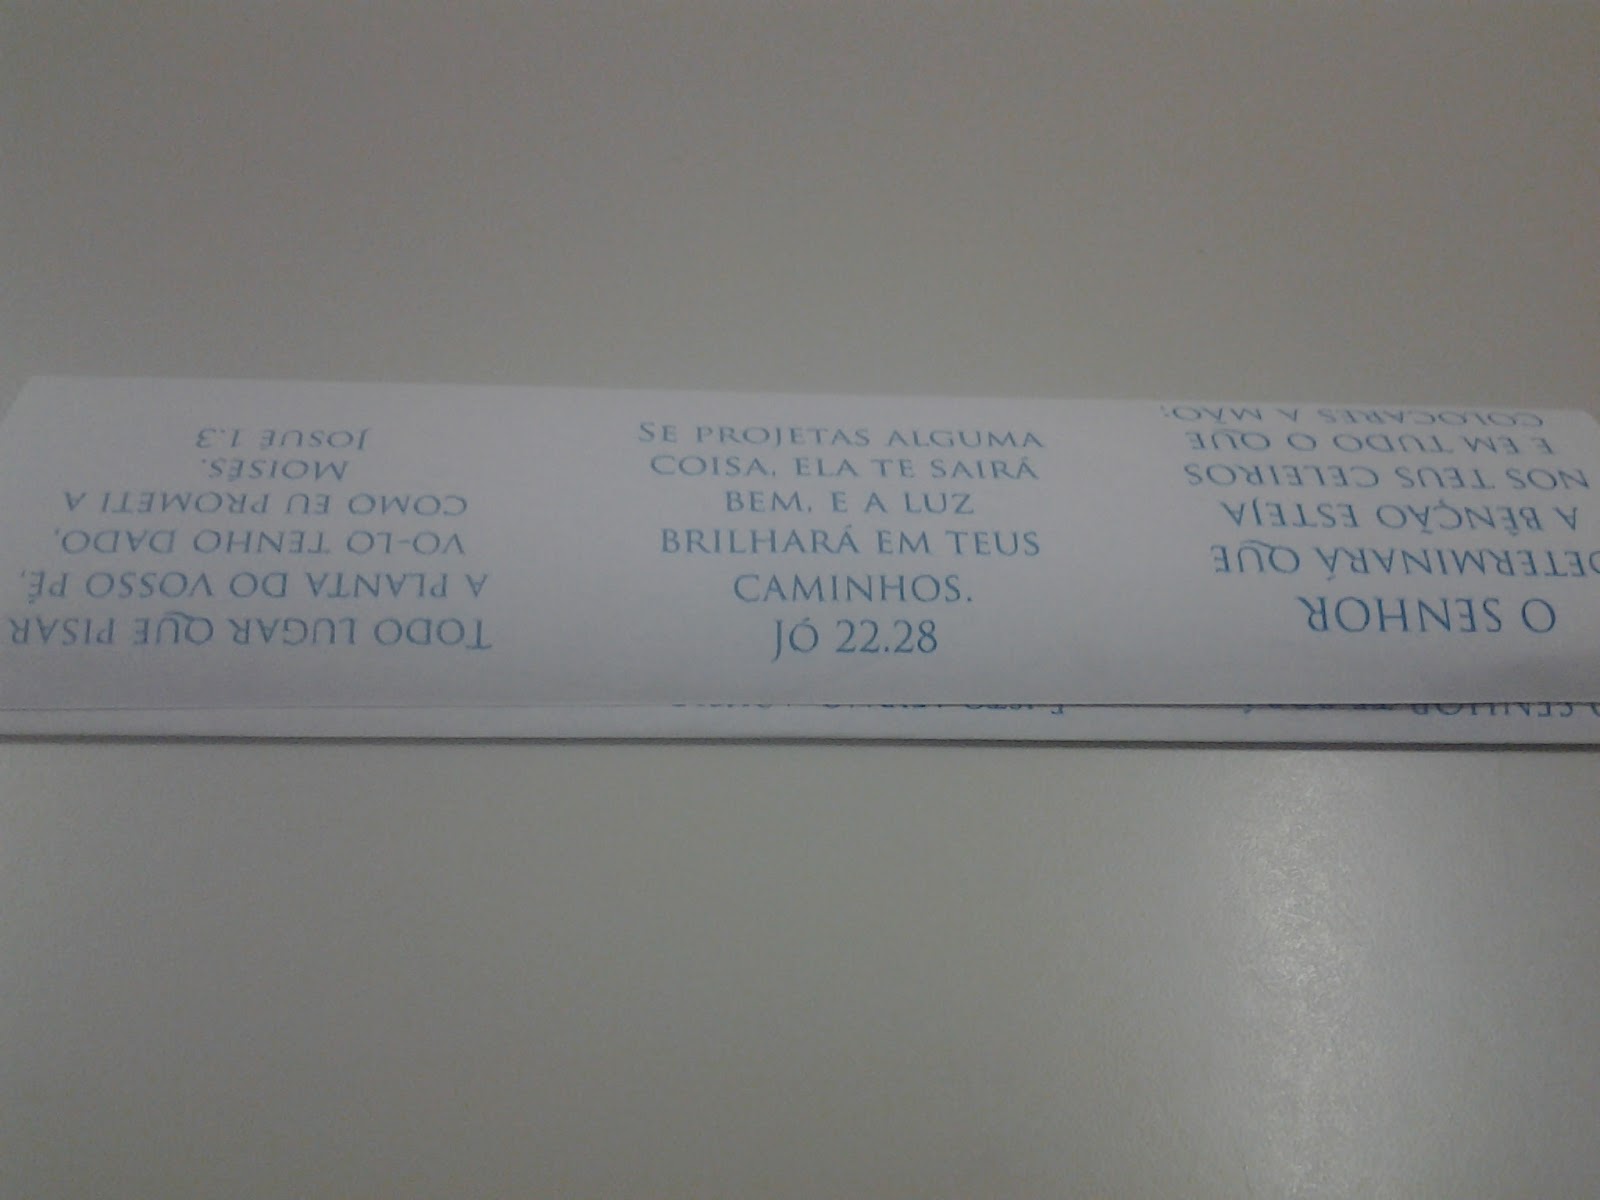 TODO LUGAR QUE PISAR
A PLANTA DO VOSSO PÉ,
VO-LO TENHO DADO,
COMO EU PROMETI A
MOISÉS.
JOSUÉ 1.3
SE PROJETAS ALGUMA
COISA, ELA TE SAIRÁ
BEM, E A LUZ
BRILHARÁ EM TEUS
CAMINHOS.
JÓ 22.28
O SENHOR
DETERMINARÁ QUE
A BÊNÇÃO ESTEJA
NOS TEUS CELEIROS
E EM TUDO O QUE
COLOCARES A MÃO;
O SENHOR